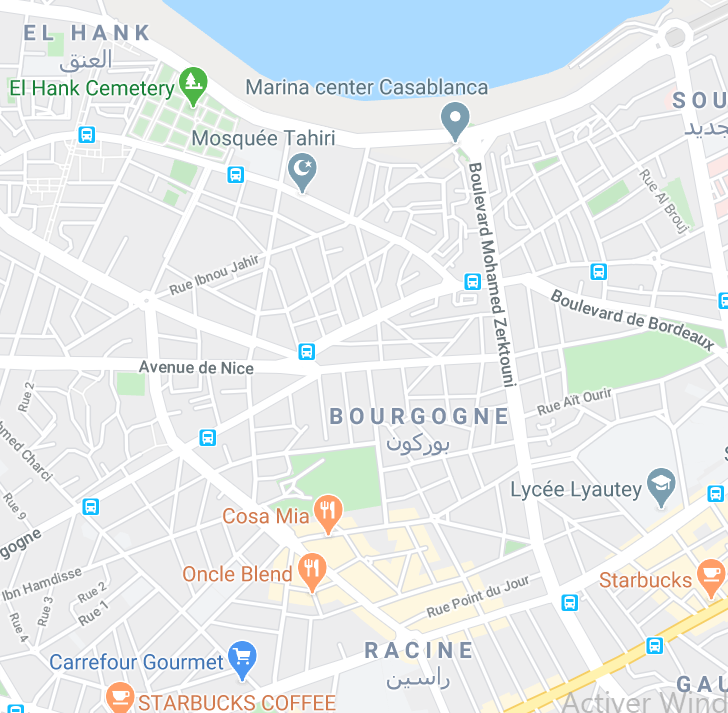 EL HANK
العنق
El Hank Cemetery
Marina center Casablanca
SOU
جديد
Mosquée Tahiri
Boulevard Mohamed Zerktouni
Rue Al Brouj
Rue Ibnou Jahir
Boulevard de Bordeaux
Avenue de Nice
Rue 2
Rue Aït Ourir
BOURGOGNE
بوركون
hmed Charci
Lycée Lyautey
Rue 9
Cosa Mia
gogne
Oncle Blend
Ibn Hamdisse
Rue 2
Rue 1
Rue 3
Rue 4
Starbucks
Rue Point du Jour
RACINE
راسين
Carrefour Gourmet
GAU
STARBUCKS COFFEE
Activer Wind